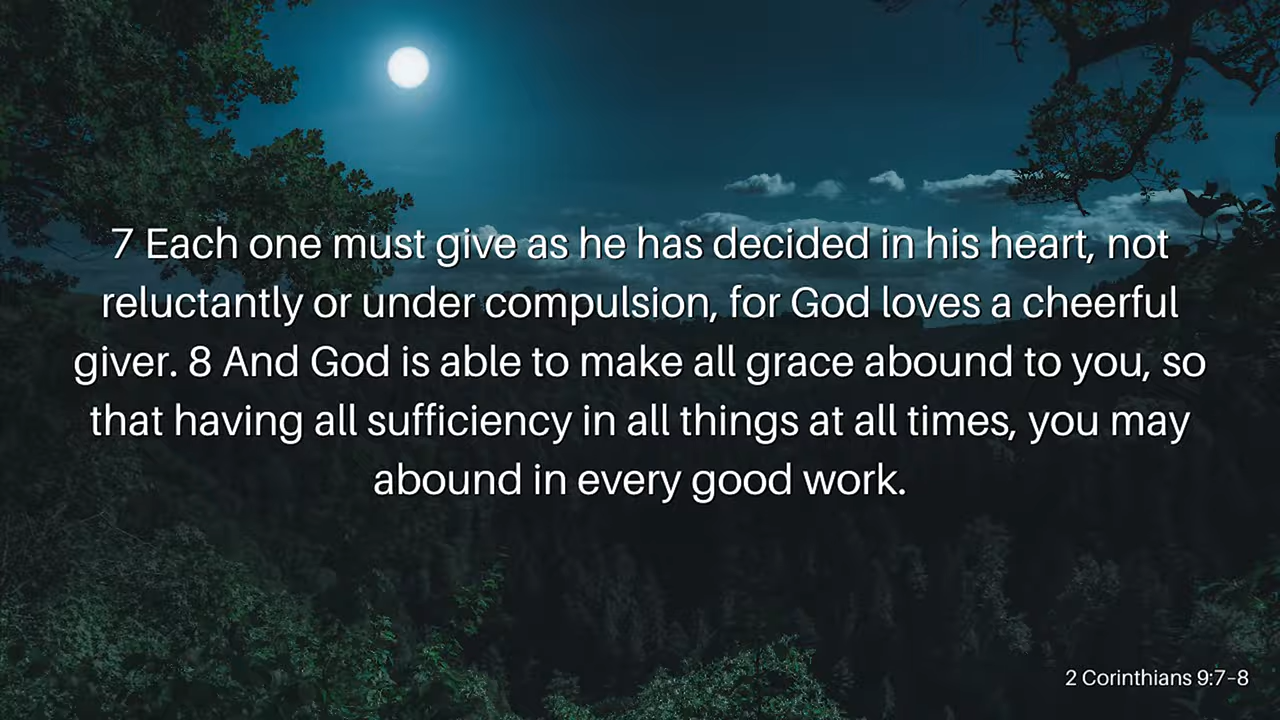 7 Each one must give as he has decided in his heart, not
reluctantly or under compulsion, for God loves a cheerful
giver. 8 And God is able to make all grace abound to you, so
that having all sufficiency in all things at all times, you may
abound in every good work.
2 Corinthians 9:7–8